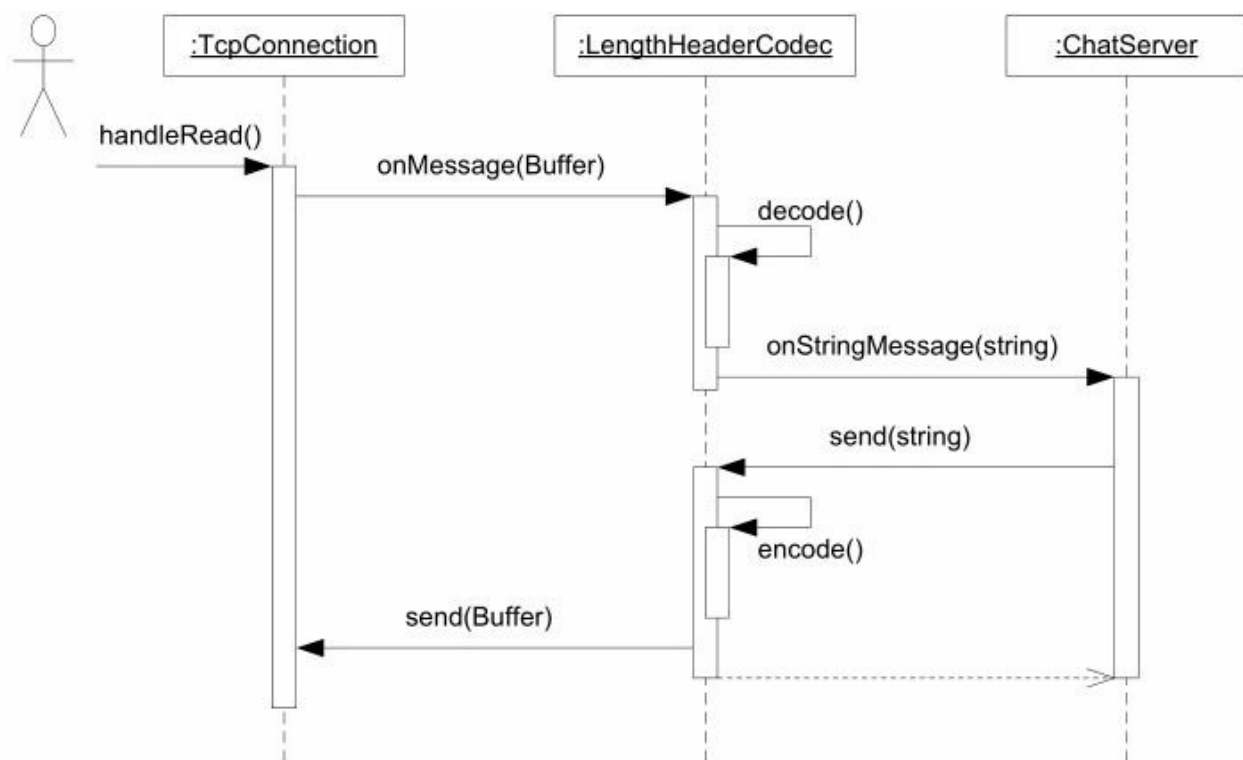 :TcpConnection
:LengthHeaderCodec
:ChatServer
handleRead()
onMessage(Buffer)
decode()
onStringMessage(string)
send(string)
encode()
send(Buffer)